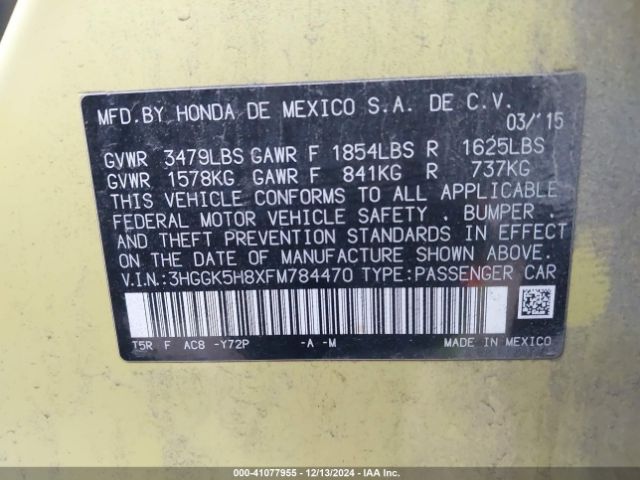 MFD.BY HONDA DE MEXICO S.A. DE C.V.
03/'15
GVWR 3479LBS GAWR F 1854LBS R 1625LBS
GVWR 1578KG GAWR F 841KG R 737KG
THIS VEHICLE CONFORMS TO ALL APPLICABLE
FEDERAL MOTOR VEHICLE SAFETY . BUMPER .
AND THEFT PREVENTION STANDARDS IN EFFECT
ON THE DATE OF MANUFACTURE SHOWN ABOVE.
V.I.N.:3HGGK5H8XFM784470 TYPE:PASSENGER CAR
T5R F AC8 -Y72P -A -M MADE IN MEXICO
000-41077955 | 12/13/2024 | IAA Inc.